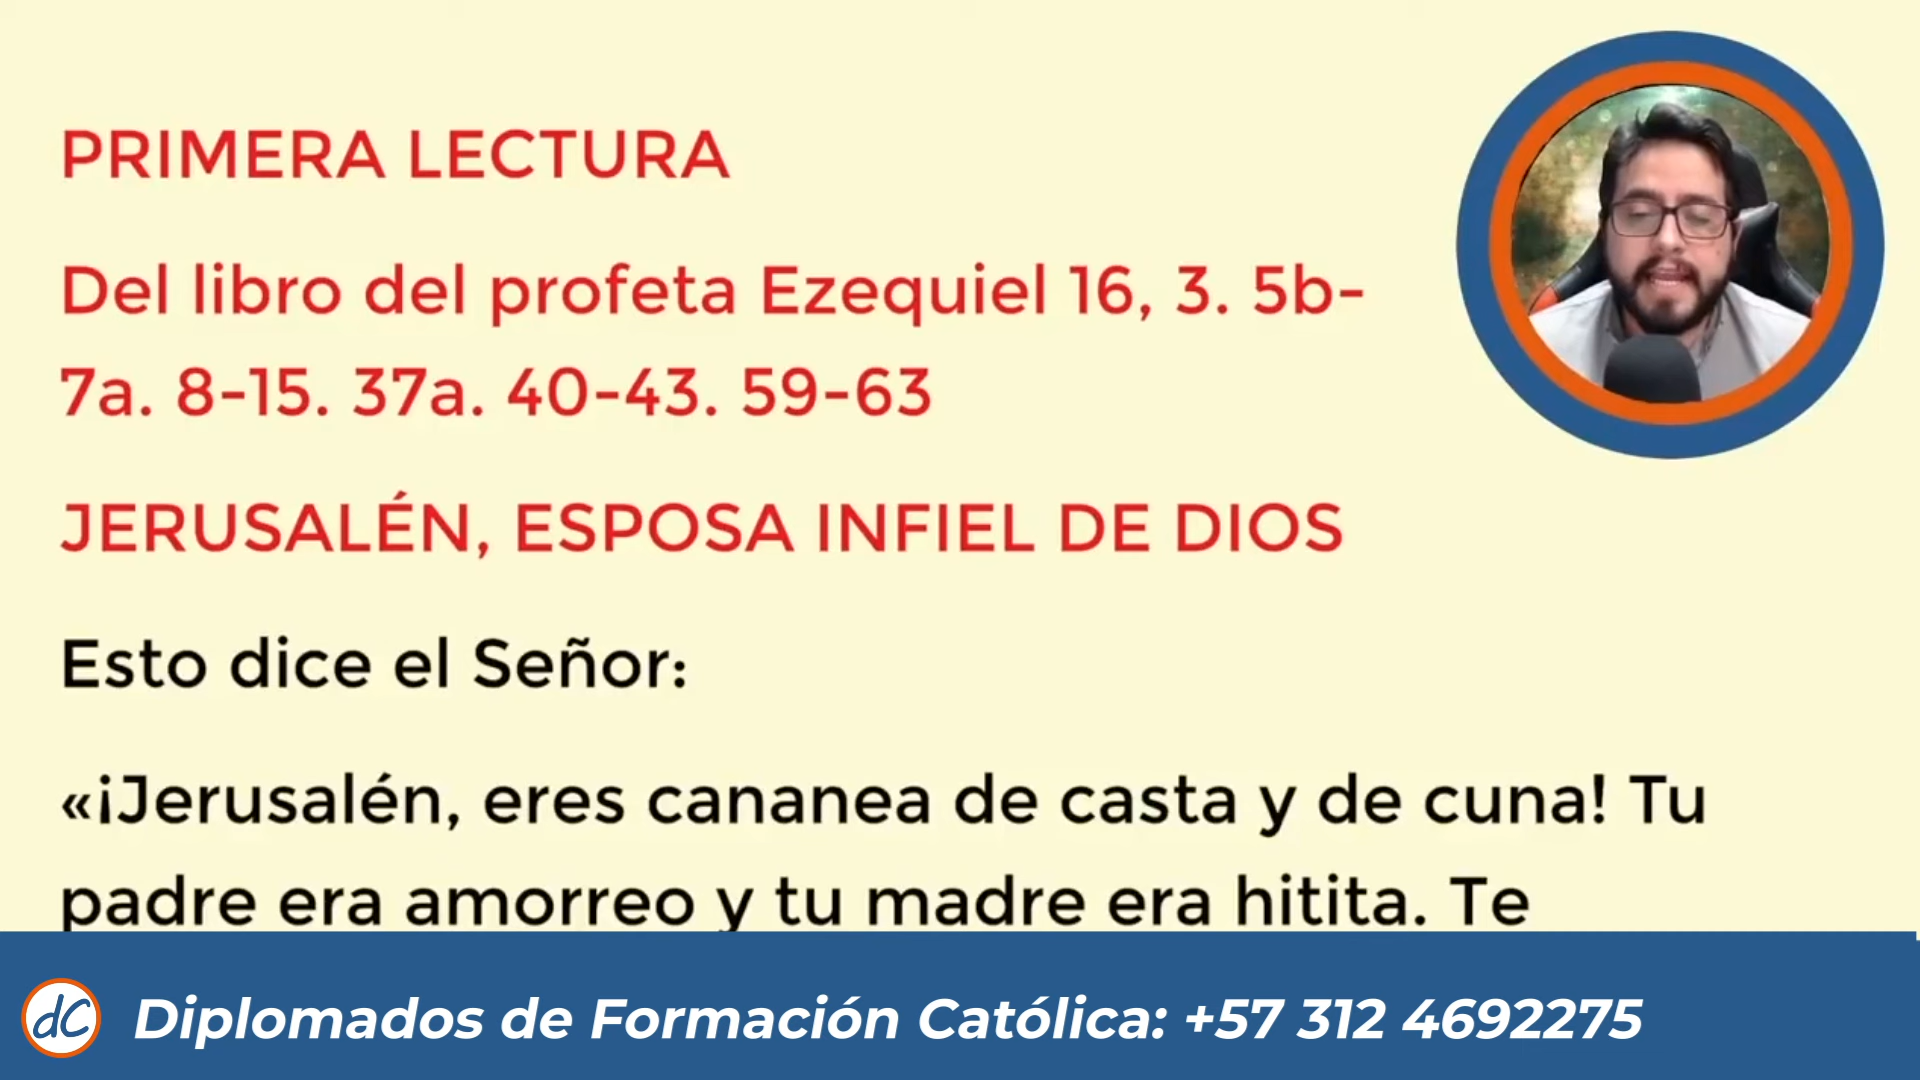 PRIMERA LECTURA
Del libro del profeta Ezequiel 16, 3. 5b-
7a. 8-15. 37a. 40-43. 59-63
JERUSALÉN, ESPOSA INFIEL DE DIOS
Esto dice el Señor:
«¡Jerusalén, eres cananea de casta y de cuna! Tu
padre era amorreo y tu madre era hitita. Te
dC Diplomados de Formación Católica: +57 312 4692275